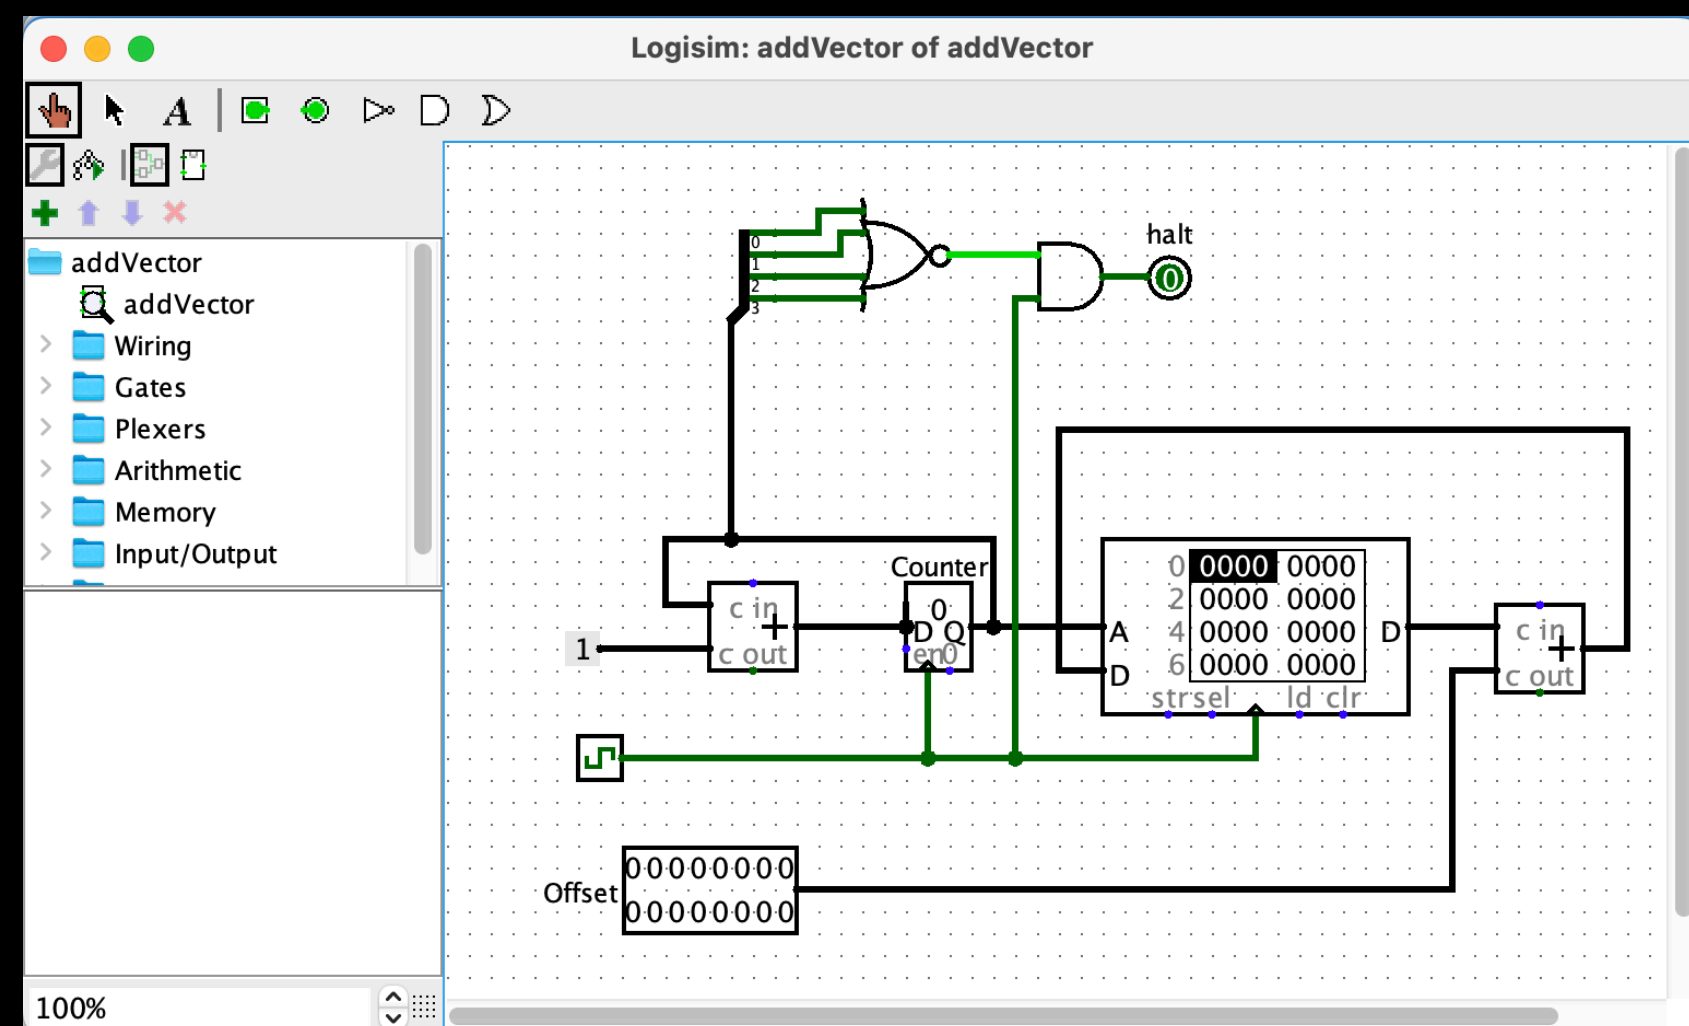 Logisim: addVector of addVector
A
addVector
addVector
Wiring
Gates
Plexers
Arithmetic
Memory
Input/Output
100%
0
1
2
3
halt
0
c in
+
c out
1
Counter
0
D Q
en 0
A
D
0 0000 0000
2 0000 0000
4 0000 0000
6 0000 0000
D
str sel ld clr
c in
+
c out
Offset
00000000
00000000